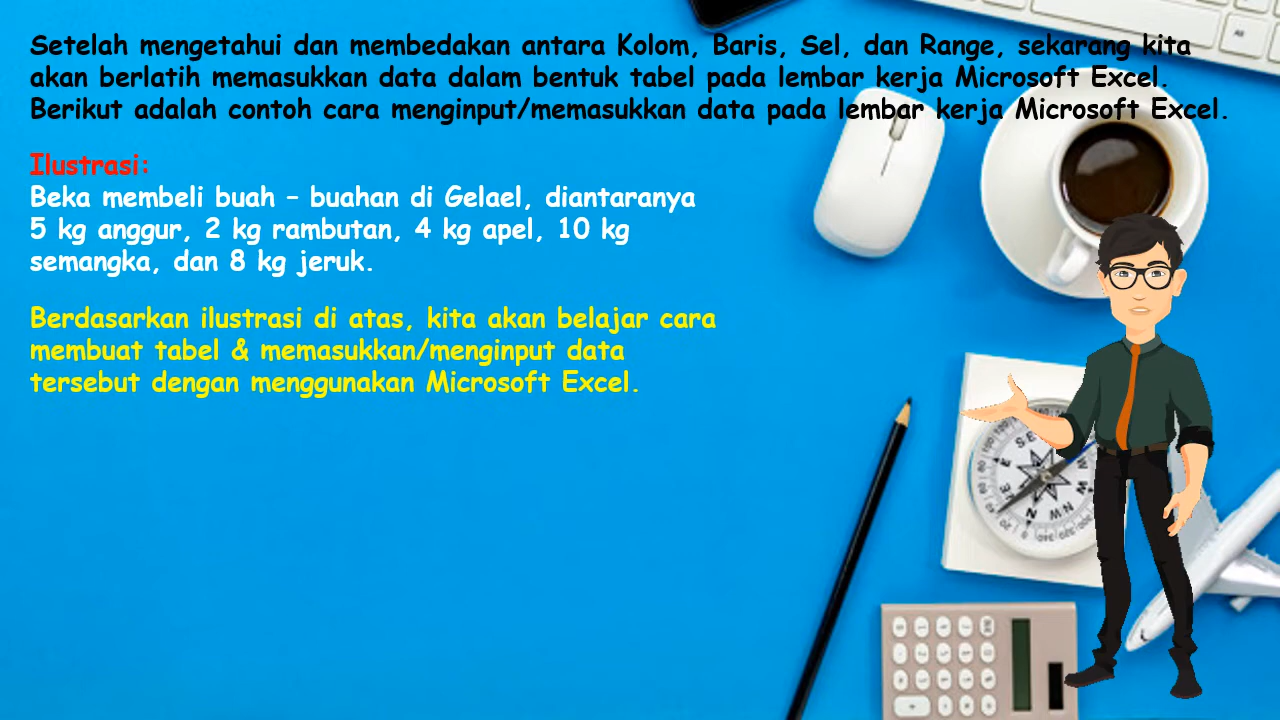 Setelah mengetahui dan membedakan antara Kolom, Baris, Sel, dan Range, sekarang kita
akan berlatih memasukkan data dalam bentuk tabel pada lembar kerja Microsoft Excel.
Berikut adalah contoh cara menginput/memasukkan data pada lembar kerja Microsoft Excel.
Ilustrasi:
Beka membeli buah – buahan di Gelael, diantaranya
5 kg anggur, 2 kg rambutan, 4 kg apel, 10 kg
semangka, dan 8 kg jeruk.
Berdasarkan ilustrasi di atas, kita akan belajar cara
membuat tabel & memasukkan/menginput data
tersebut dengan menggunakan Microsoft Excel.